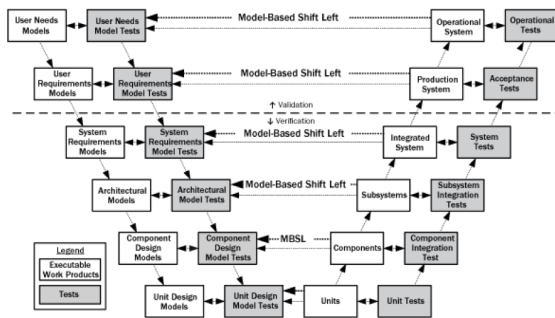 User Needs
Models
User Needs
Model Tests
Model-Based Shift Left
Operational
System
Operational
Tests
User
Requirements
Models
User
Requirements
Model Tests
Model-Based Shift Left
Production
System
Acceptance
Tests
↑ Validation
↓ Verification
System
Requirements
Models
System
Requirements
Model Tests
Model-Based Shift Left
Integrated
System
System
Tests
Architectural
Models
Architectural
Model Tests
Model-Based Shift Left
Subsystems
Subsystem
Integration
Tests
Component
Design
Models
Component
Design
Model Tests
MBSL
Components
Component
Integration
Test
Unit Design
Models
Unit Design
Model Tests
Units
Unit Tests
Legend
Executable
Work Products
Tests